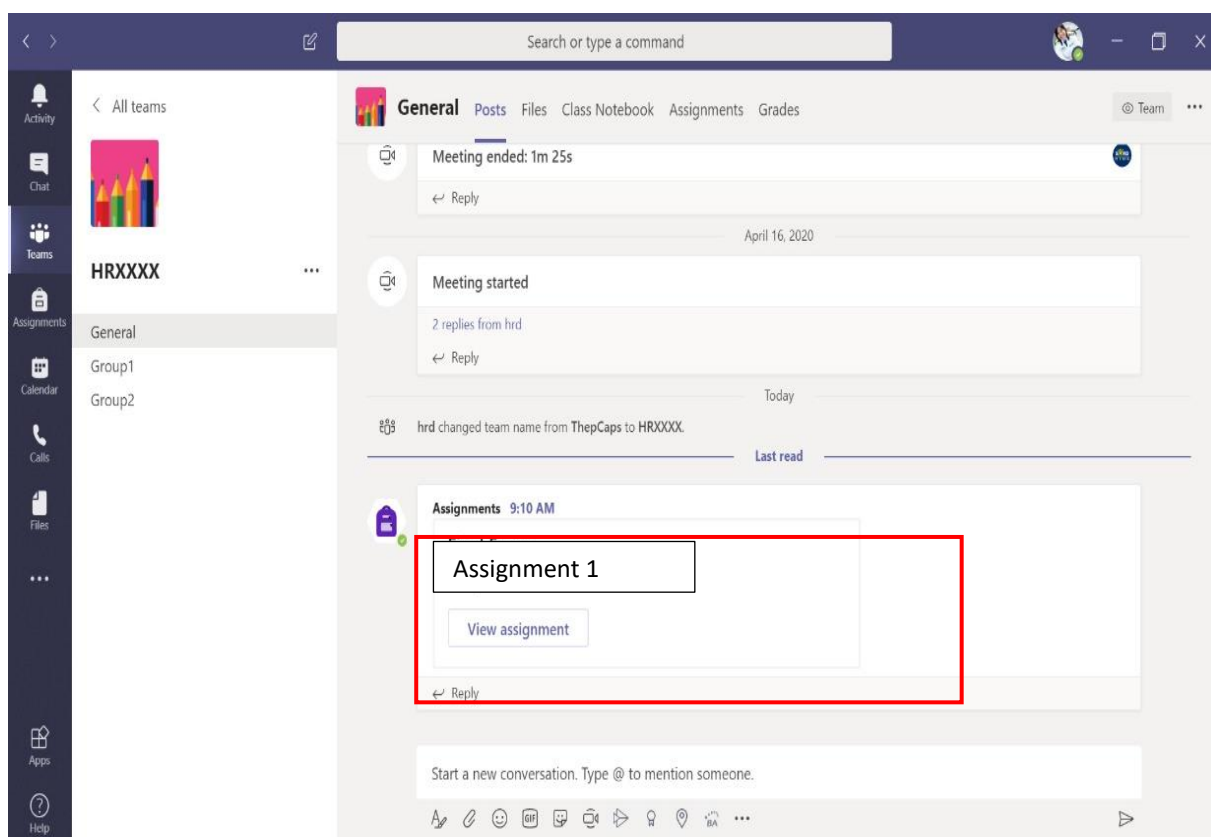 Search or type a command
Activity
Chat
Teams
Assignments
Calendar
Calls
Files
Apps
Help
All teams
HRXXXX
General
Group1
Group2
General Posts Files Class Notebook Assignments Grades
Team
Meeting ended: 1m 25s
Reply
April 16, 2020
Meeting started
2 replies from hrd
Reply
Today
hrd changed team name from ThepCaps to HRXXXX.
Last read
Assignments 9:10 AM
Assignment 1
View assignment
Reply
Start a new conversation. Type @ to mention someone.
GIF
BA